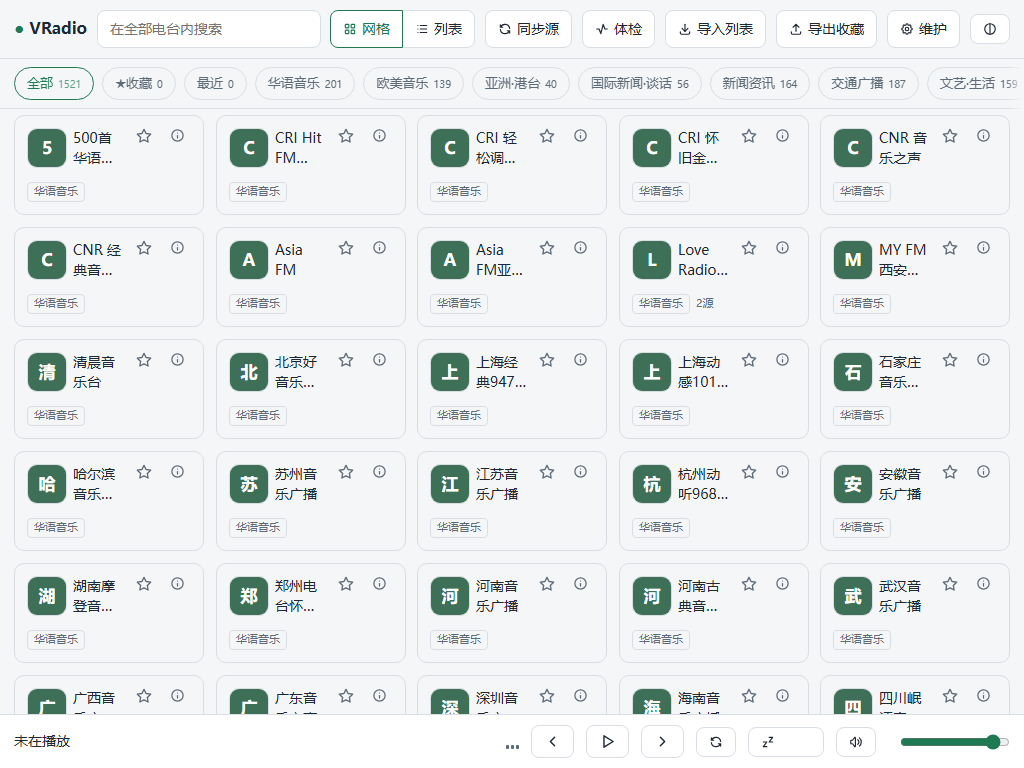 VRadio 在全部电台内搜索 网格 列表 同步源 体检 导入列表 导出收藏 维护
全部 1521 ★收藏 0 最近 0 华语音乐 201 欧美音乐 139 亚洲·港台 40 国际新闻·谈话 56 新闻资讯 164 交通广播 187 文艺·生活 159
5 500首华语...
华语音乐
C CRI Hit FM...
华语音乐
C CRI 轻松调...
华语音乐
C CRI 怀旧金...
华语音乐
C CNR 音乐之声
华语音乐
C CNR 经典音...
华语音乐
A Asia FM
华语音乐
A Asia FM亚...
华语音乐
L Love Radio...
华语音乐 2源
M MY FM 西安...
华语音乐
清 清晨音乐台
华语音乐
北 北京好音乐...
华语音乐
上 上海经典947...
华语音乐
上 上海动感101...
华语音乐
石 石家庄音乐...
华语音乐
哈 哈尔滨音乐...
华语音乐
苏 苏州音乐广播
华语音乐
江 江苏音乐广播
华语音乐
杭 杭州动听968...
华语音乐
安 安徽音乐广播
华语音乐
湖 湖南摩登音...
华语音乐
郑 郑州电台怀...
华语音乐
河 河南音乐广播
华语音乐
河 河南古典音...
华语音乐
武 武汉音乐广播
华语音乐
广 广西音
广 广东音
深 深圳音
海 海南音
四 四川岷
未在播放 ... zZ